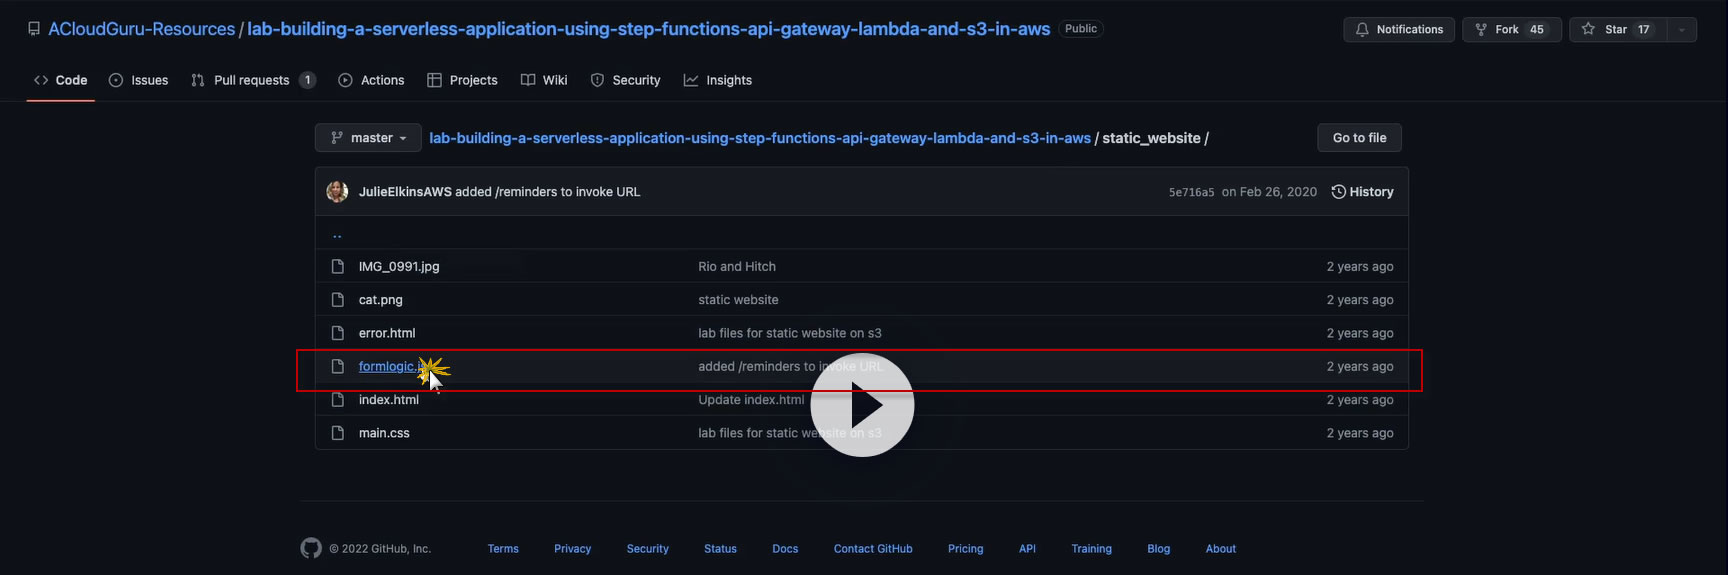 ACloudGuru-Resources / lab-building-a-serverless-application-using-step-functions-api-gateway-lambda-and-s3-in-aws Public Notifications Fork 45 Star 17
Code Issues Pull requests 1 Actions Projects Wiki Security Insights
master lab-building-a-serverless-application-using-step-functions-api-gateway-lambda-and-s3-in-aws / static_website / Go to file
JulieElkinsAWS added /reminders to invoke URL 5e716a5 on Feb 26, 2020 History
..
IMG_0991.jpg Rio and Hitch 2 years ago
cat.png static website 2 years ago
error.html lab files for static website on s3 2 years ago
formlogic. added /reminders to invoke URL 2 years ago
index.html Update index.html 2 years ago
main.css lab files for static website on s3 2 years ago
© 2022 GitHub, Inc. Terms Privacy Security Status Docs Contact GitHub Pricing API Training Blog About